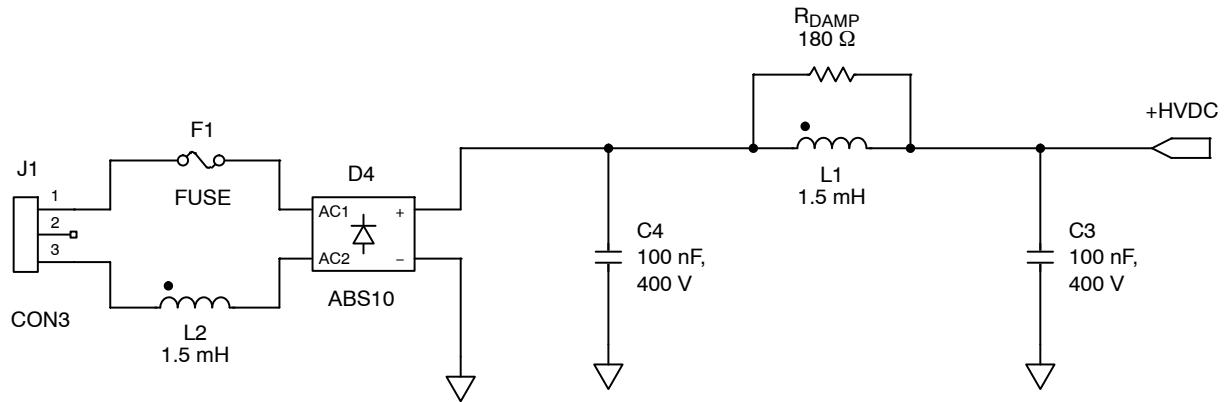 R_DAMP
180 Ω
+HVDC
F1
J1
D4
L1
1.5 mH
1
FUSE
AC1
+
2
3
AC2
−
C4
100 nF,
400 V
C3
100 nF,
400 V
ABS10
CON3
L2
1.5 mH